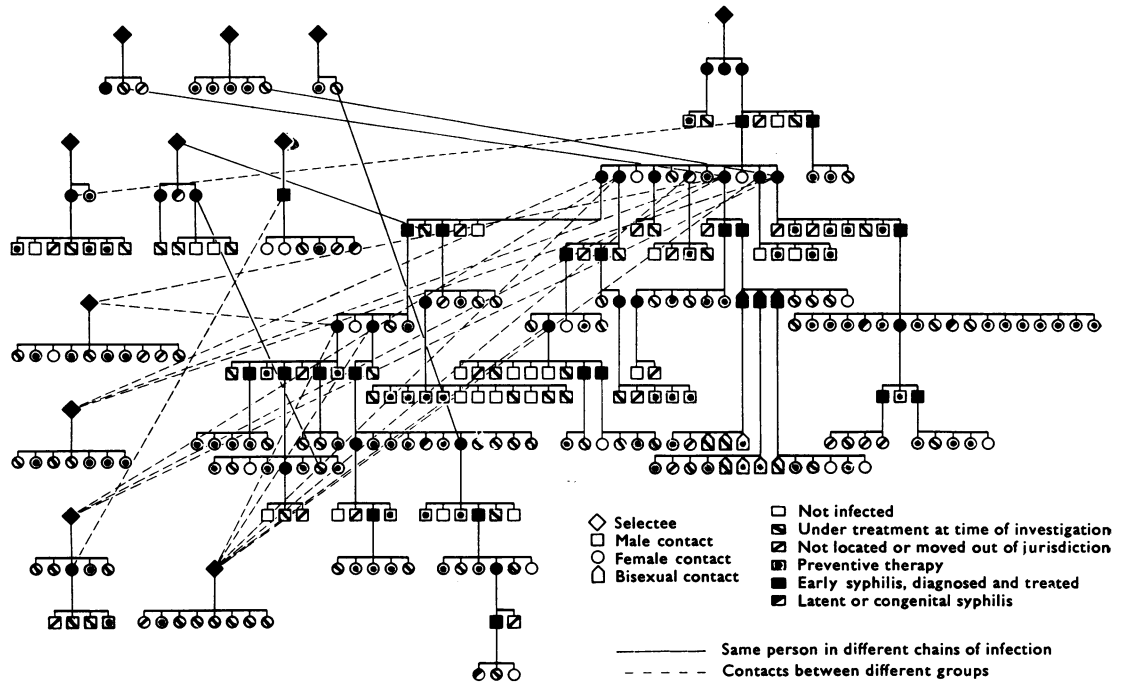 Selectee
Male contact
Female contact
Bisexual contact
Not infected
Under treatment at time of investigation
Not located or moved out of jurisdiction
Preventive therapy
Early syphilis, diagnosed and treated
Latent or congenital syphilis
Same person in different chains of infection
Contacts between different groups